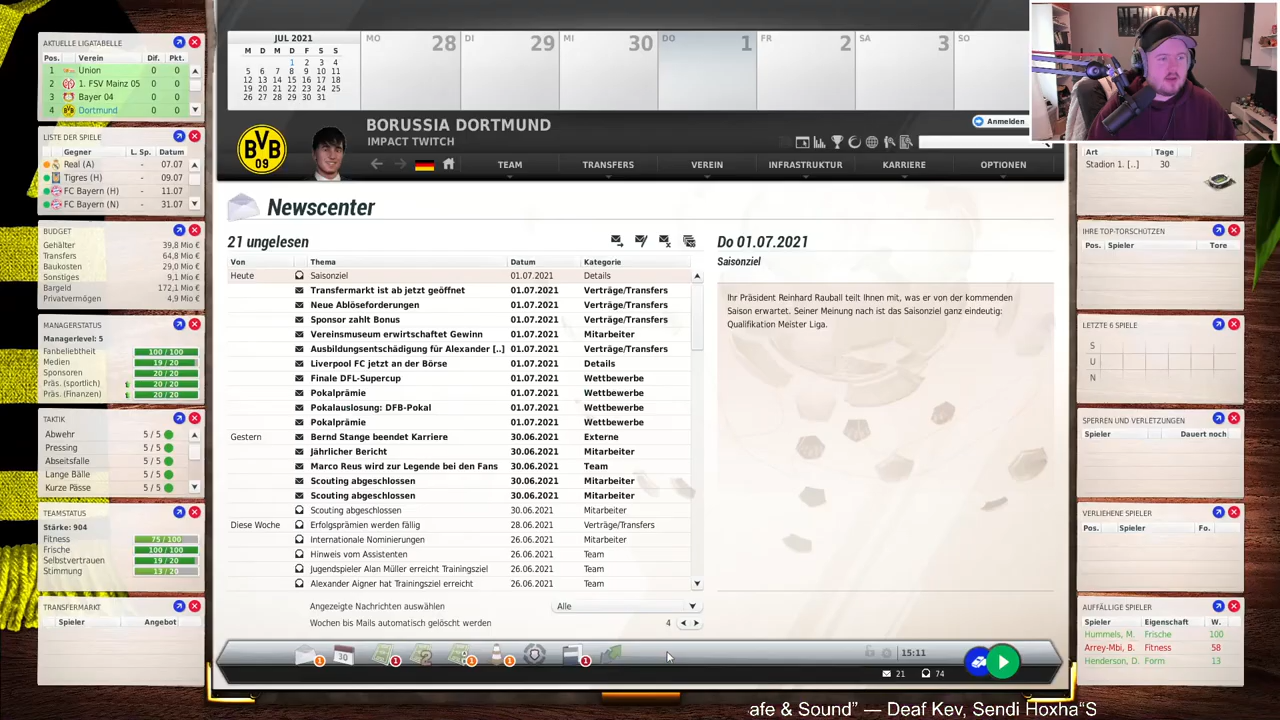 AKTUELLE LIGATABELLE
Pos. Verein Dif. Pkt.
1 Union 0 0
2 1. FSV Mainz 05 0 0
3 Bayer 04 0 0
4 Dortmund 0 0
LISTE DER SPIELE
Gegner L. Sp. Datum
Real (A) - 07.07
Tigres (H) - 09.07
FC Bayern (H) - 11.07
FC Bayern (N) - 31.07
BUDGET
Gehälter 39,8 Mio €
Transfers 64,8 Mio €
Baukosten 29,0 Mio €
Sonstiges 9,1 Mio €
Bargeld 172,1 Mio €
Privatvermögen 4,9 Mio €
MANAGERSTATUS
Managerlevel: 5
Fanbeliebtheit 100 / 100
Medien 19 / 20
Sponsoren 20 / 20
Präs. (sportlich) 20 / 20
Präs. (Finanzen) 20 / 20
TAKTIK
Abwehr 5 / 5
Pressing 5 / 5
Abseitsfalle 5 / 5
Lange Bälle 5 / 5
Kurze Pässe 5 / 5
TEAMSTATUS
Stärke: 904
Fitness 75 / 100
Frische 100 / 100
Selbstvertrauen 19 / 20
Stimmung 13 / 20
TRANSFERMARKT
Spieler Angebot
JUL 2021
M D M D F S S
1 2 3 4
5 6 7 8 9 10 11
12 13 14 15 16 17 18
19 20 21 22 23 24 25
26 27 28 29 30 31
MO 28 DI 29 MI 30 DO 1 FR 2 SA 3 SO
BVB 09
BORUSSIA DORTMUND
IMPACT TWITCH
Anmelden
TEAM TRANSFERS VEREIN INFRASTRUKTUR KARRIERE OPTIONEN
Newscenter
21 ungelesen
Von Thema Datum Kategorie
Heute Saisonziel 01.07.2021 Details
Transfermarkt ist ab jetzt geöffnet 01.07.2021 Verträge/Transfers
Neue Ablöseforderungen 01.07.2021 Verträge/Transfers
Sponsor zahlt Bonus 01.07.2021 Verträge/Transfers
Vereinsmuseum erwirtschaftet Gewinn 01.07.2021 Mitarbeiter
Ausbildungsentschädigung für Alexander [..] 01.07.2021 Verträge/Transfers
Liverpool FC jetzt an der Börse 01.07.2021 Details
Finale DFL-Supercup 01.07.2021 Wettbewerbe
Pokalprämie 01.07.2021 Wettbewerbe
Pokalauslosung: DFB-Pokal 01.07.2021 Wettbewerbe
Pokalprämie 01.07.2021 Wettbewerbe
Gestern Bernd Stange beendet Karriere 30.06.2021 Externe
Jährlicher Bericht 30.06.2021 Mitarbeiter
Marco Reus wird zur Legende bei den Fans 30.06.2021 Team
Scouting abgeschlossen 30.06.2021 Mitarbeiter
Scouting abgeschlossen 30.06.2021 Mitarbeiter
Scouting abgeschlossen 30.06.2021 Mitarbeiter
Diese Woche Erfolgsprämien werden fällig 28.06.2021 Verträge/Transfers
Internationale Nominierungen 26.06.2021 Mitarbeiter
Hinweis vom Assistenten 26.06.2021 Team
Jugendspieler Alan Müller erreicht Trainingsziel 26.06.2021 Team
Alexander Aigner hat Trainingsziel erreicht 26.06.2021 Team
Angezeigte Nachrichten auswählen Alle
Wochen bis Mails automatisch gelöscht werden 4
Do 01.07.2021
Saisonziel
Ihr Präsident Reinhard Rauball teilt Ihnen mit, was er von der kommenden
Saison erwartet. Seiner Meinung nach ist das Saisonziel ganz eindeutig:
Qualifikation Meister Liga.
1 30 1 2 1 1 1
15:11
21 74
NEW YORK
Art Tage
Stadion 1. [..] 30
IHRE TOP-TORSCHÜTZEN
Pos. Spieler Tore
LETZTE 6 SPIELE
S
U
N
SPERREN UND VERLETZUNGEN
Spieler Dauert noch
VERLIEHENE SPIELER
Pos. Spieler Fo.
AUFFÄLLIGE SPIELER
Spieler Eigenschaft W.
Hummels, M. Frische 100
Arrey-Mbi, B. Fitness 58
Henderson, D. Form 13
afe & Sound” — Deaf Kev, Sendi Hoxha“S